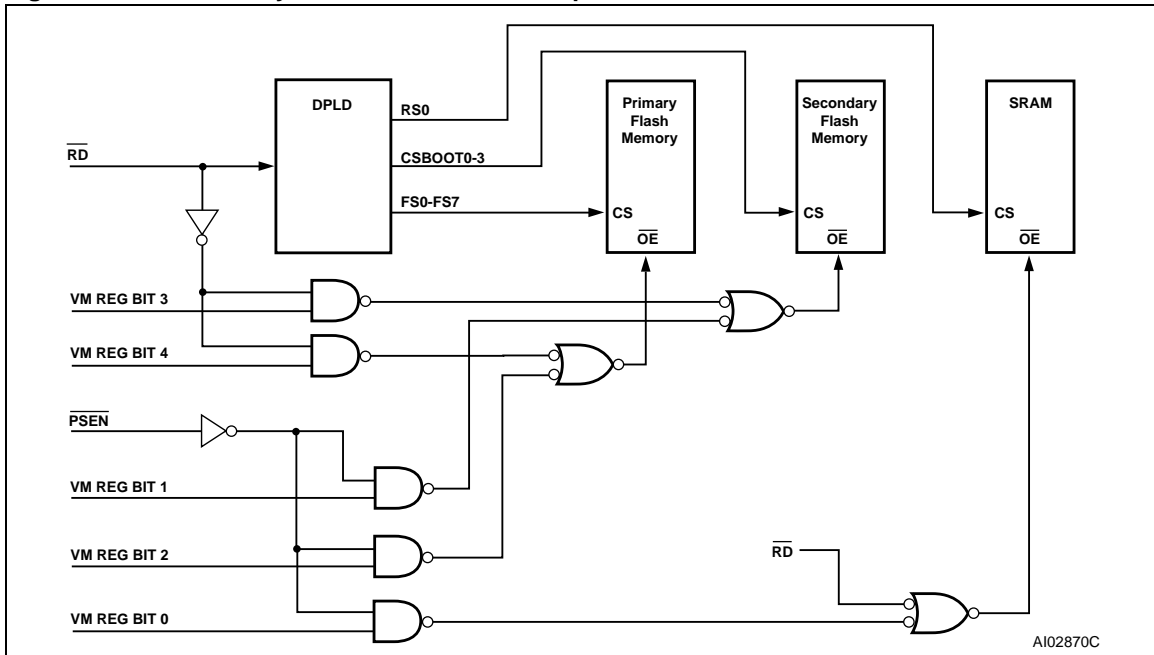 DPLD
RS0
CSBOOT0-3
FS0-FS7
Primary
Flash
Memory
CS
OE
Secondary
Flash
Memory
CS
OE
SRAM
CS
OE
RD
VM REG BIT 3
VM REG BIT 4
PSEN
VM REG BIT 1
VM REG BIT 2
VM REG BIT 0
RD
AI02870C